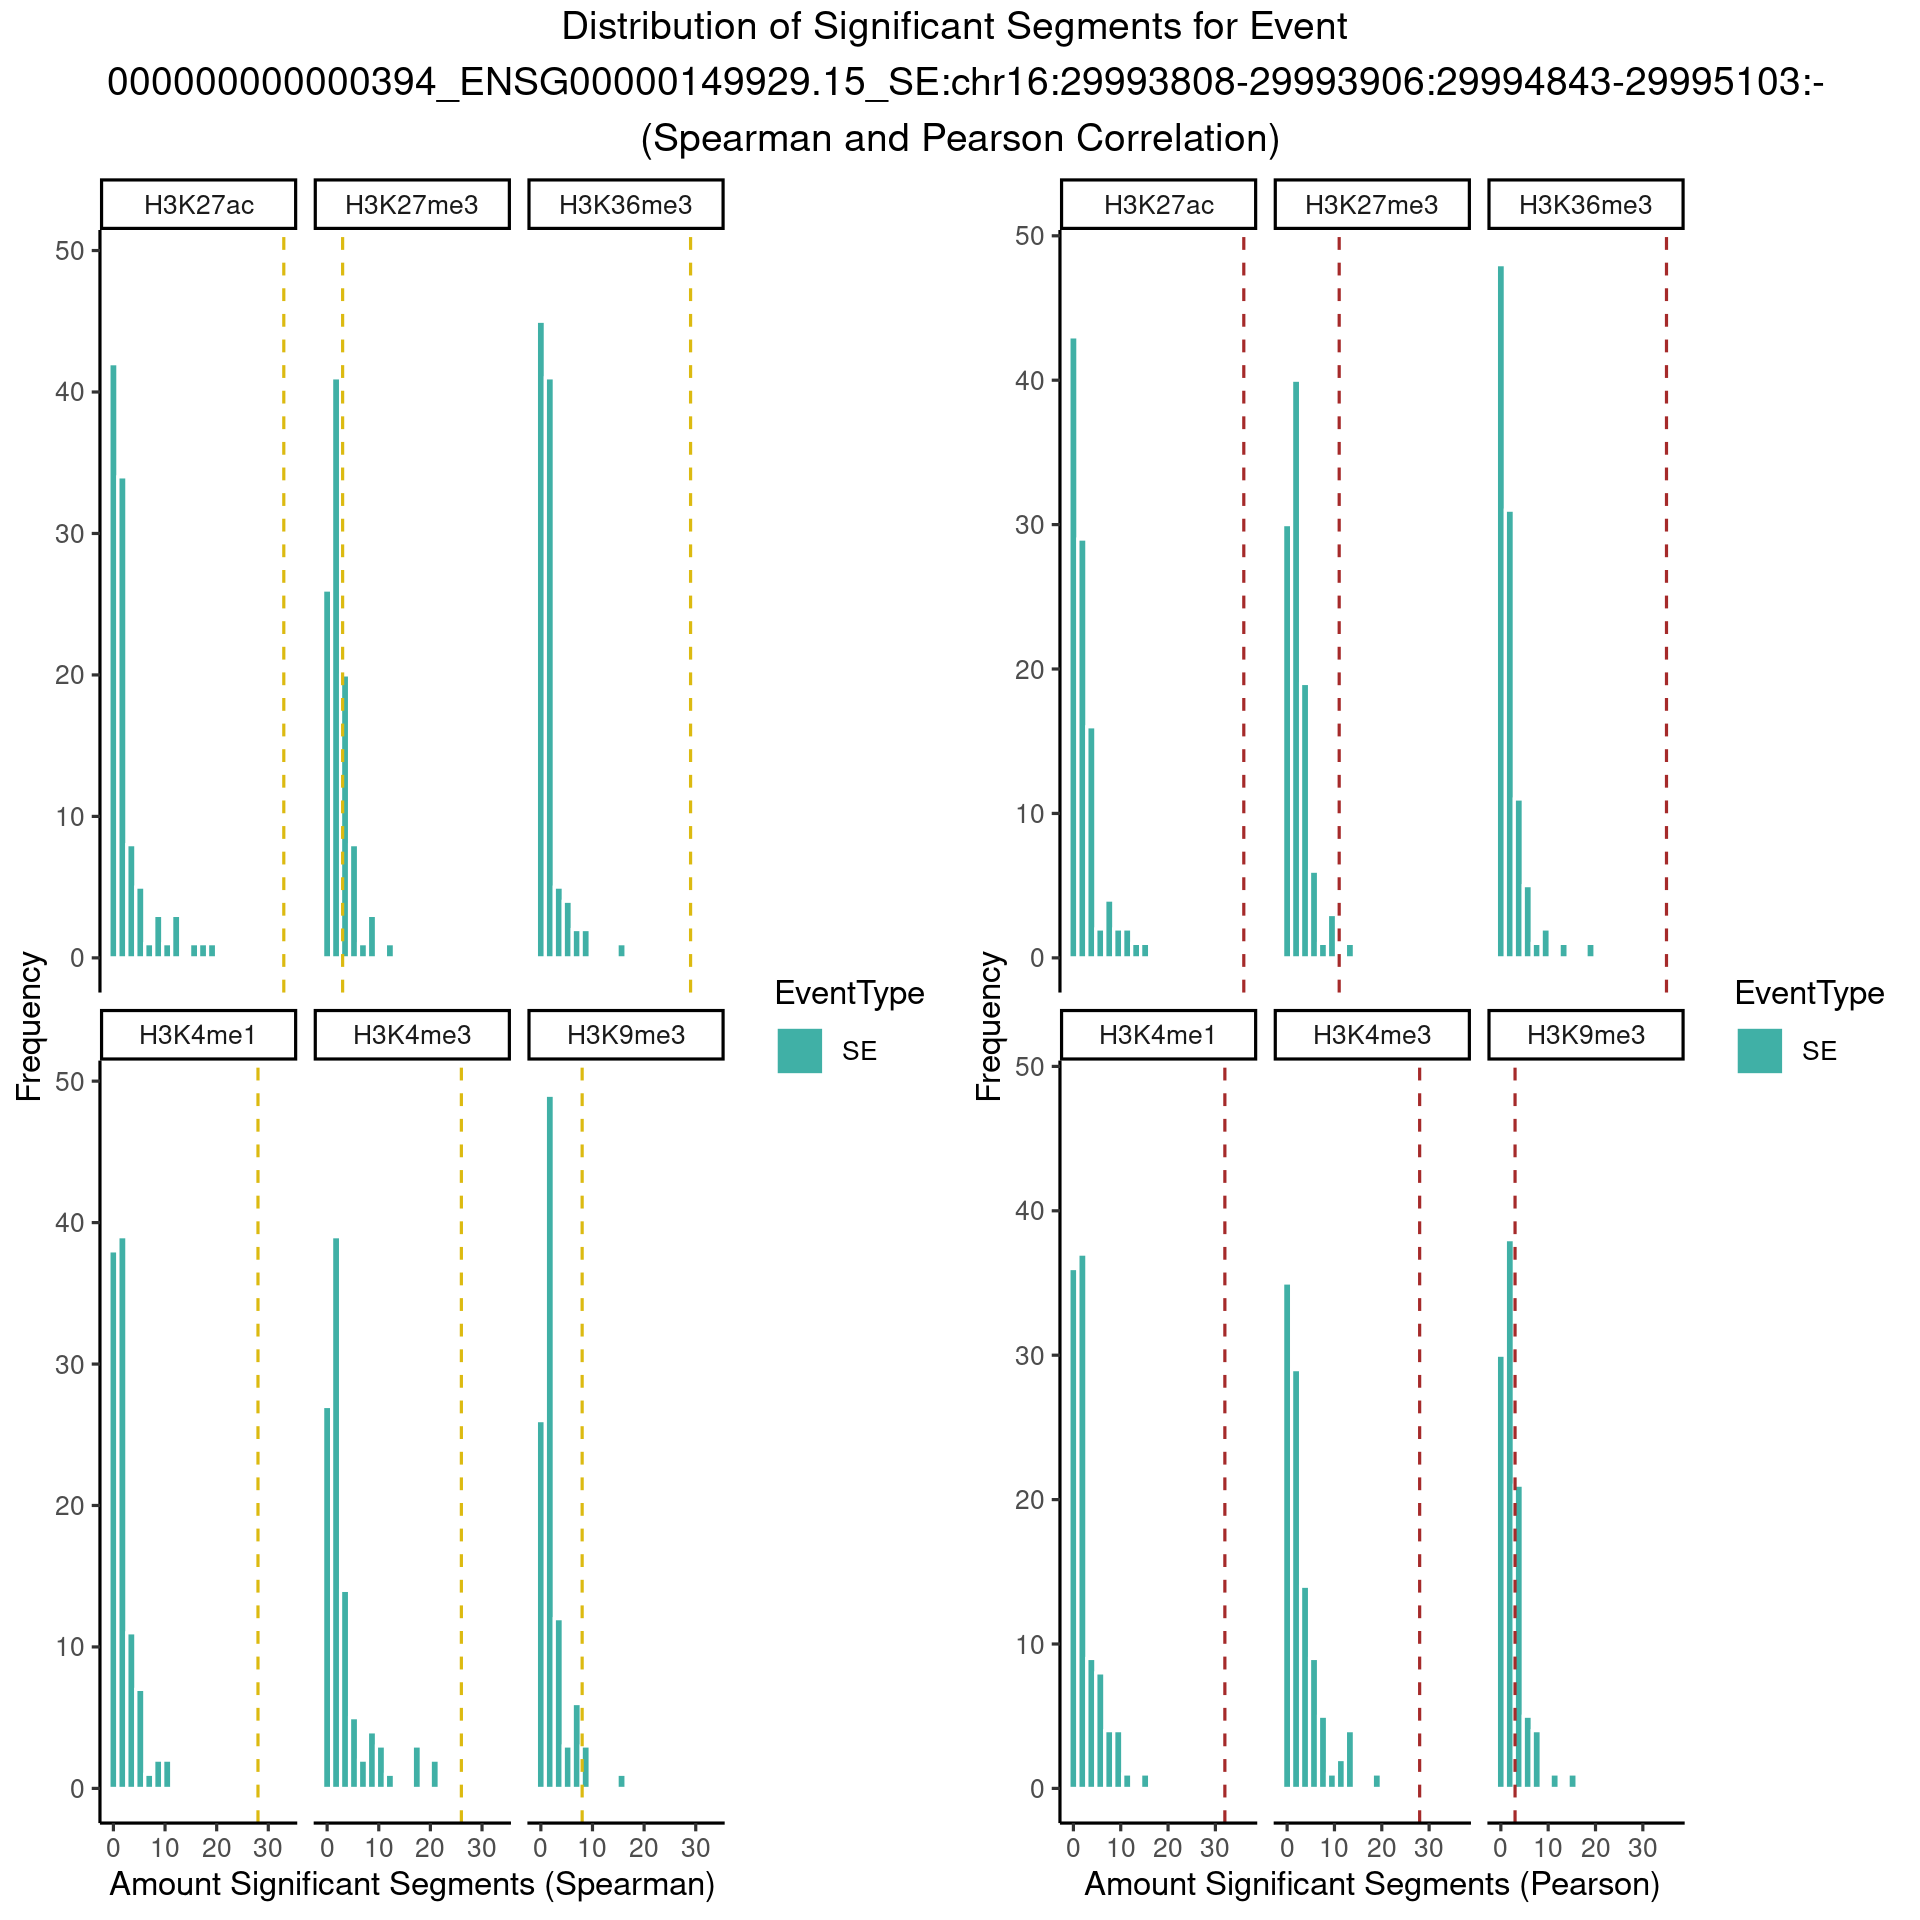 Distribution of Significant Segments for Event
000000000000394_ENSG00000149929.15_SE:chr16:29993808-29993906:29994843-29995103:-
(Spearman and Pearson Correlation)
H3K27ac H3K27me3 H3K36me3
50
40
30
20
10
0
H3K4me1 H3K4me3 H3K9me3
50
40
30
20
10
0
0 10 20 30 0 10 20 30 0 10 20 30
Frequency
Amount Significant Segments (Spearman)
EventType
SE
H3K27ac H3K27me3 H3K36me3
50
40
30
20
10
0
H3K4me1 H3K4me3 H3K9me3
50
40
30
20
10
0
0 10 20 30 0 10 20 30 0 10 20 30
Frequency
Amount Significant Segments (Pearson)
EventType
SE